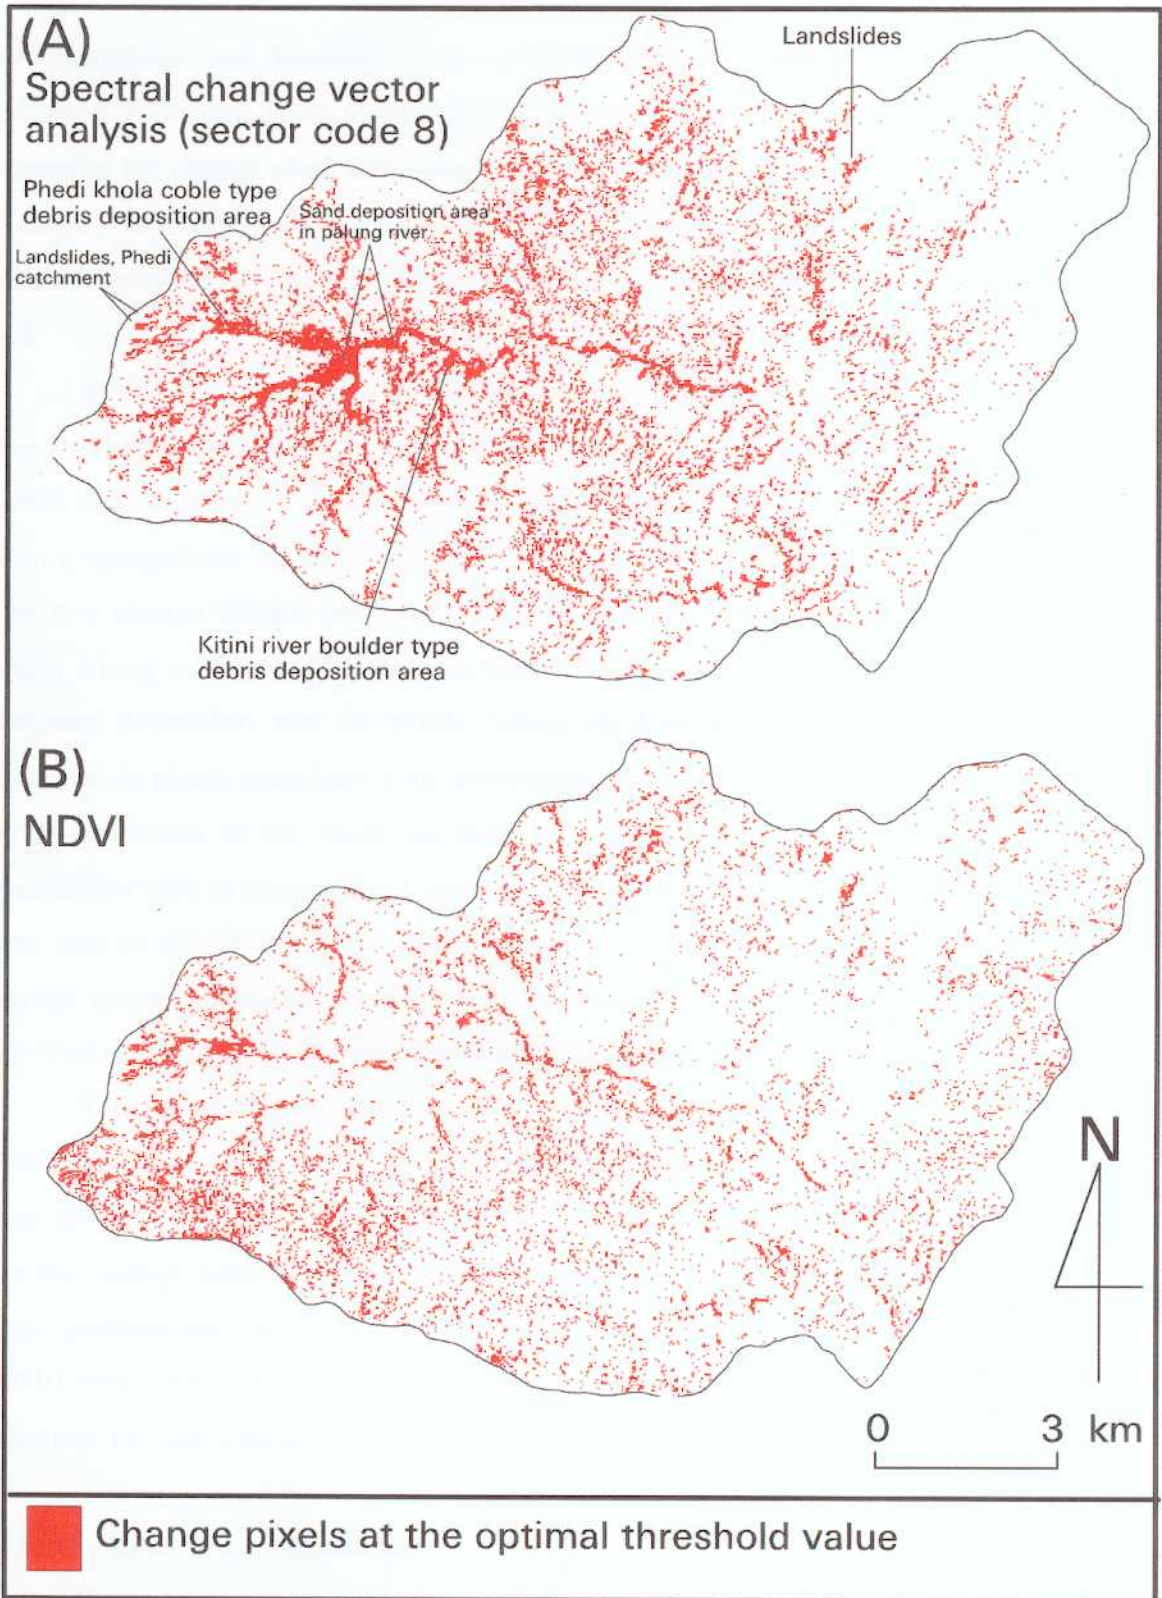 (A)
Spectral change vector
analysis (sector code 8)
Landslides
Phedi khola coble type
debris deposition area
Sand deposition area
in palung river
Landslides, Phedi
catchment
Kitini river boulder type
debris deposition area
(B)
NDVI
N
0 3 km
Change pixels at the optimal threshold value